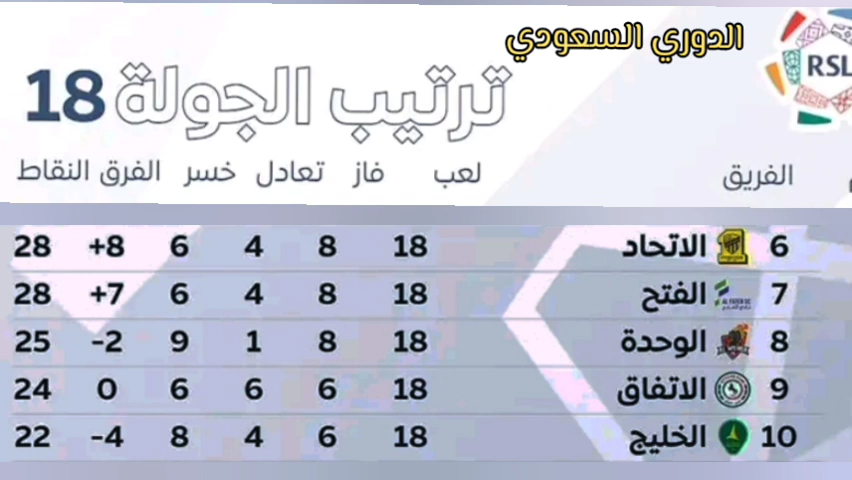 الدوري السعودي
RSL
ترتيب الجولة 18
الفريق لعب فاز تعادل خسر الفرق النقاط
6 الاتحاد 18 8 4 6 +8 28
7 الفتح 18 8 4 6 +7 28
8 الوحدة 18 8 1 9 -2 25
9 الاتفاق 18 6 6 6 0 24
10 الخليج 18 6 4 8 -4 22